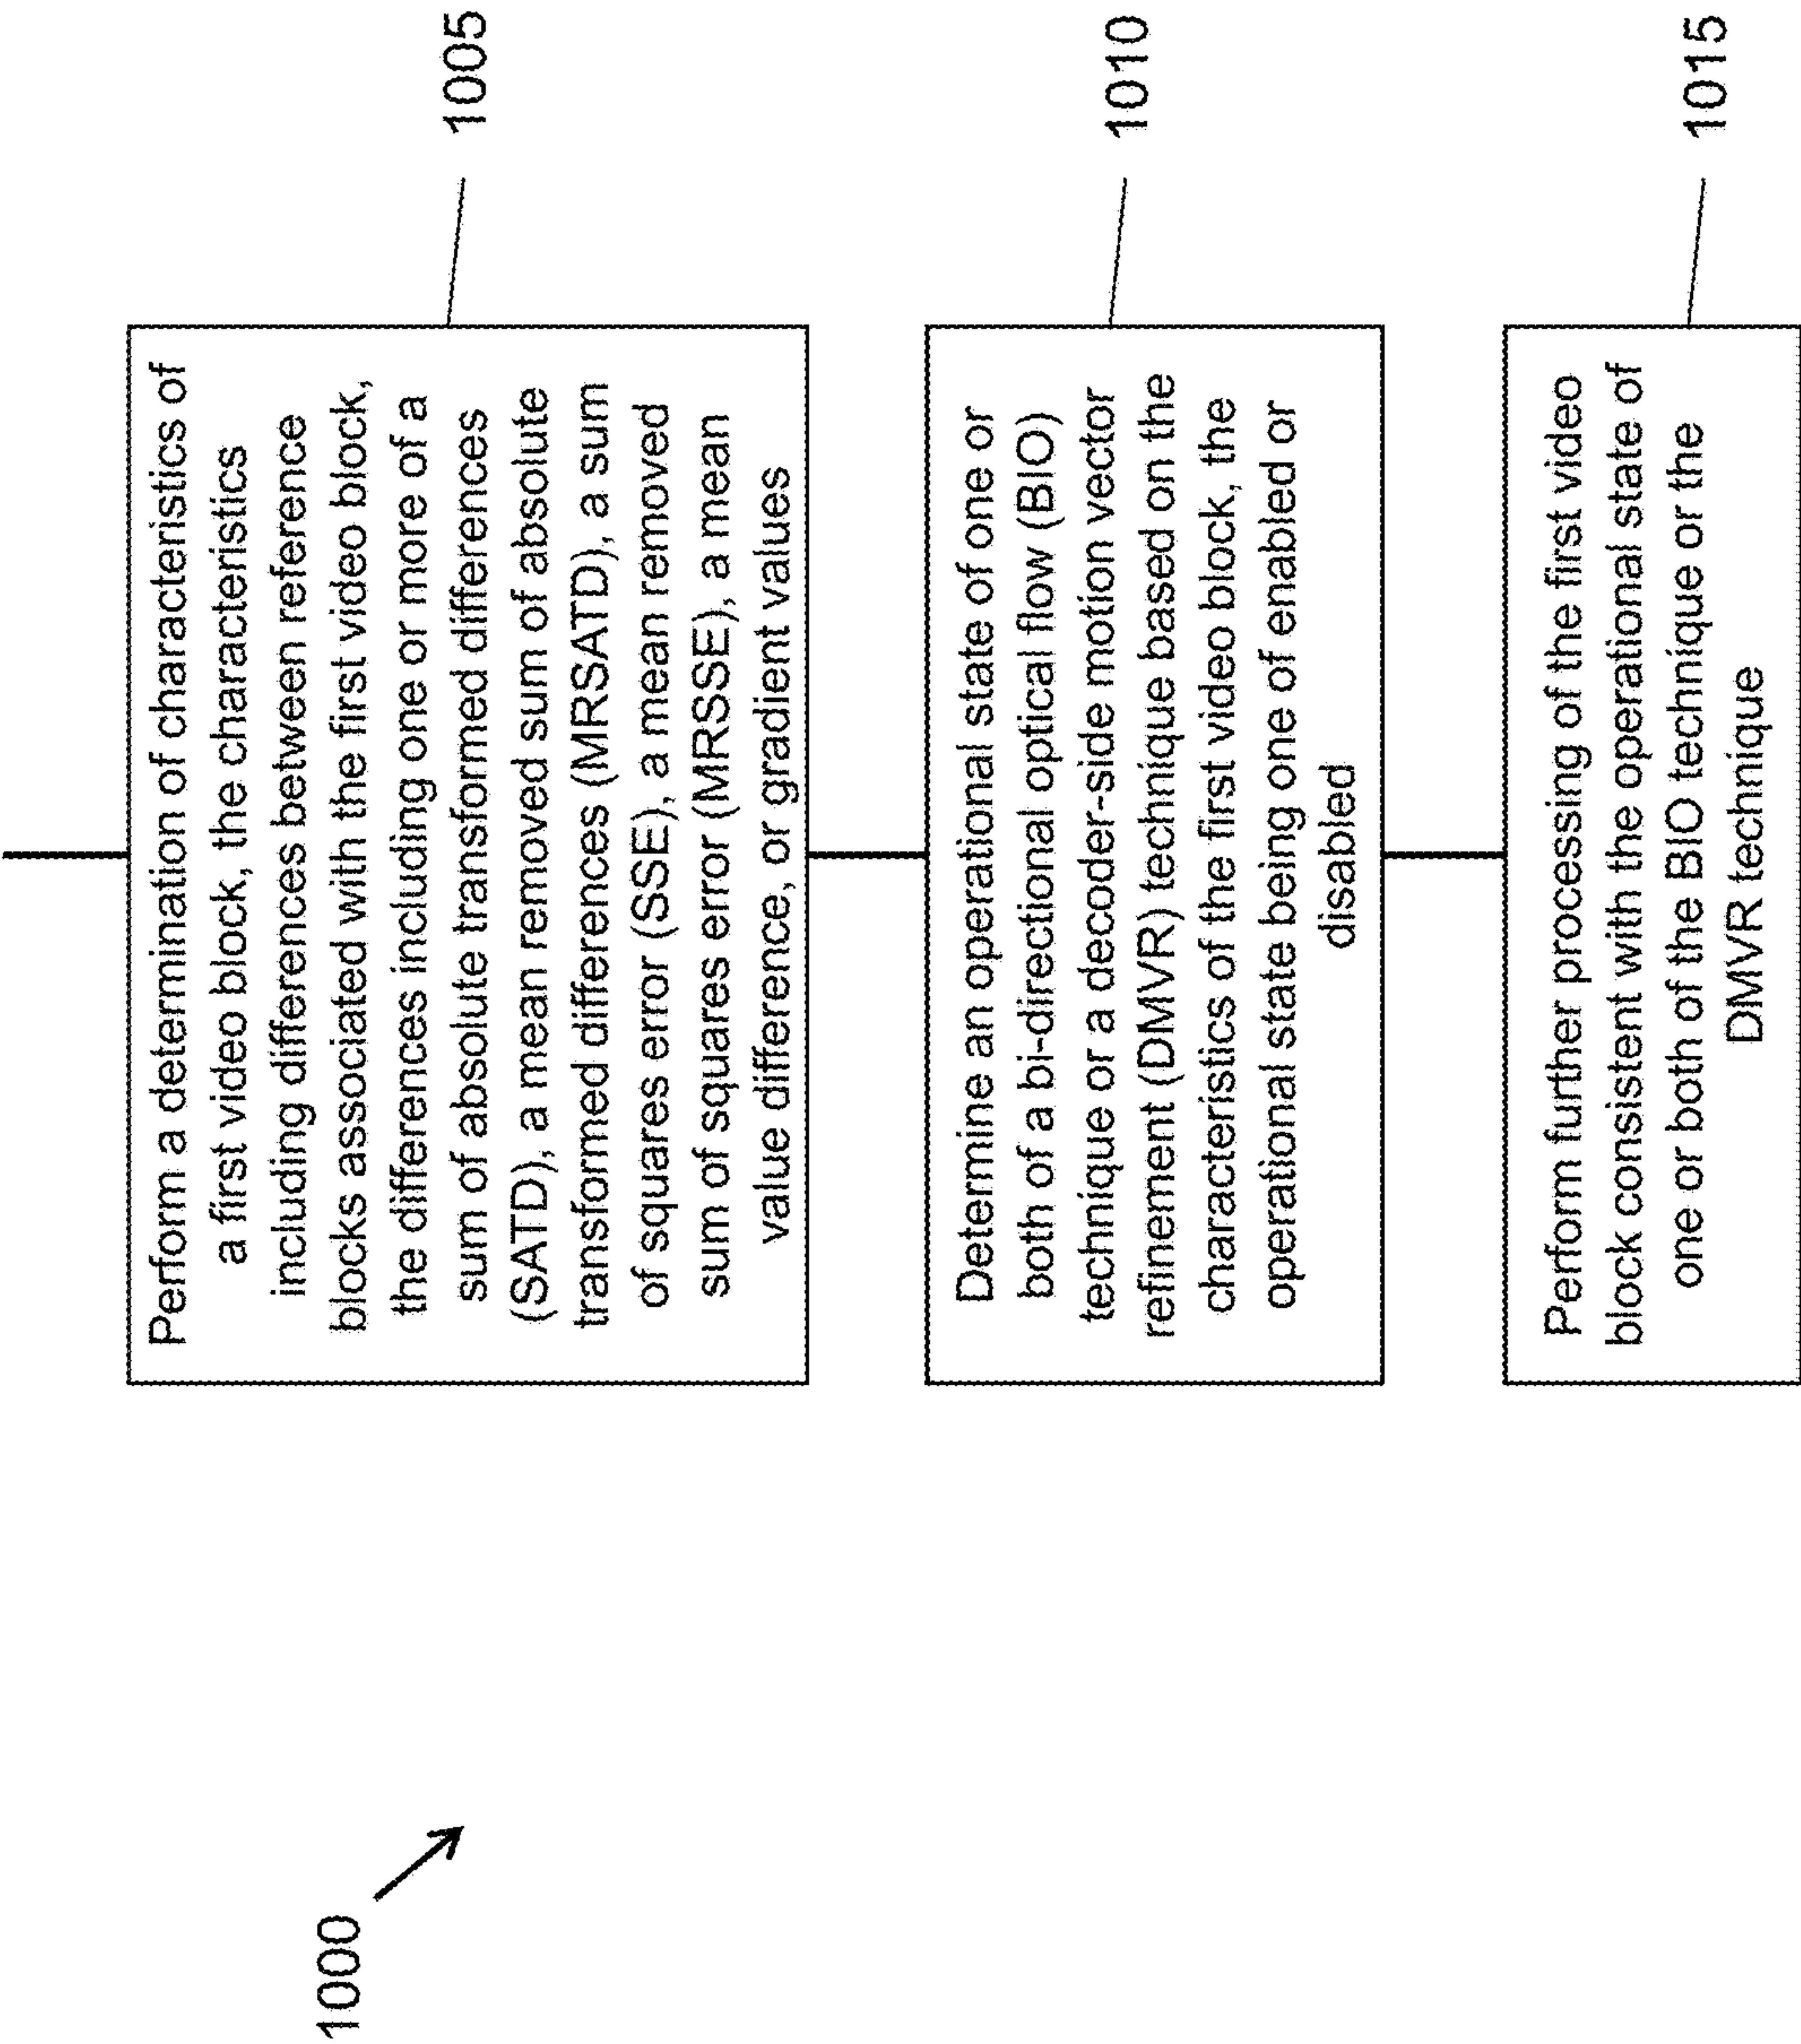 1000
Perform a determination of characteristics of
a first video block, the characteristics
including differences between reference
blocks associated with the first video block,
the differences including one or more of a
sum of absolute transformed differences
(SATD), a mean removed sum of absolute
transformed differences (MRSATD), a sum
of squares error (SSE), a mean removed
sum of squares error (MRSSE), a mean
value difference, or gradient values
1005
Determine an operational state of one or
both of a bi-directional optical flow (BIO)
technique or a decoder-side motion vector
refinement (DMVR) technique based on the
characteristics of the first video block, the
operational state being one of enabled or
disabled
1010
Perform further processing of the first video
block consistent with the operational state of
one or both of the BIO technique or the
DMVR technique
1015